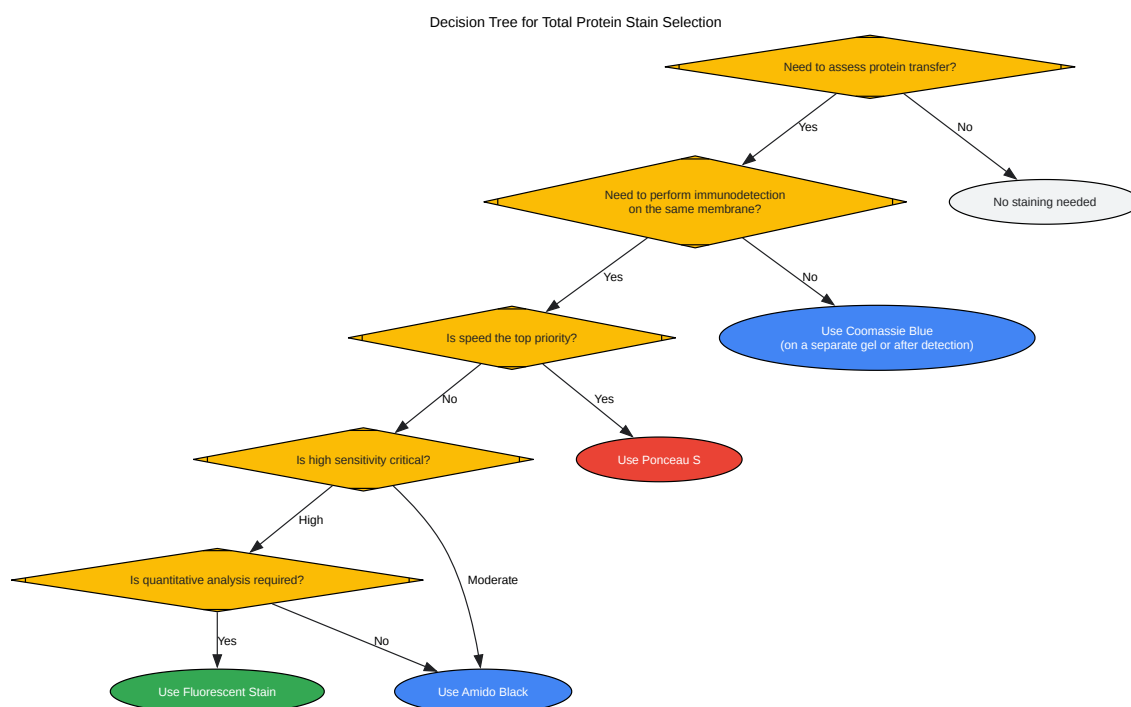 Decision Tree for Total Protein Stain Selection
Need to assess protein transfer?
Yes
No
Need to perform immunodetection
on the same membrane?
No staining needed
Yes
No
Is speed the top priority?
Use Coomassie Blue
(on a separate gel or after detection)
No
Yes
Is high sensitivity critical?
Use Ponceau S
High
Moderate
Is quantitative analysis required?
Yes
No
Use Fluorescent Stain
Use Amido Black